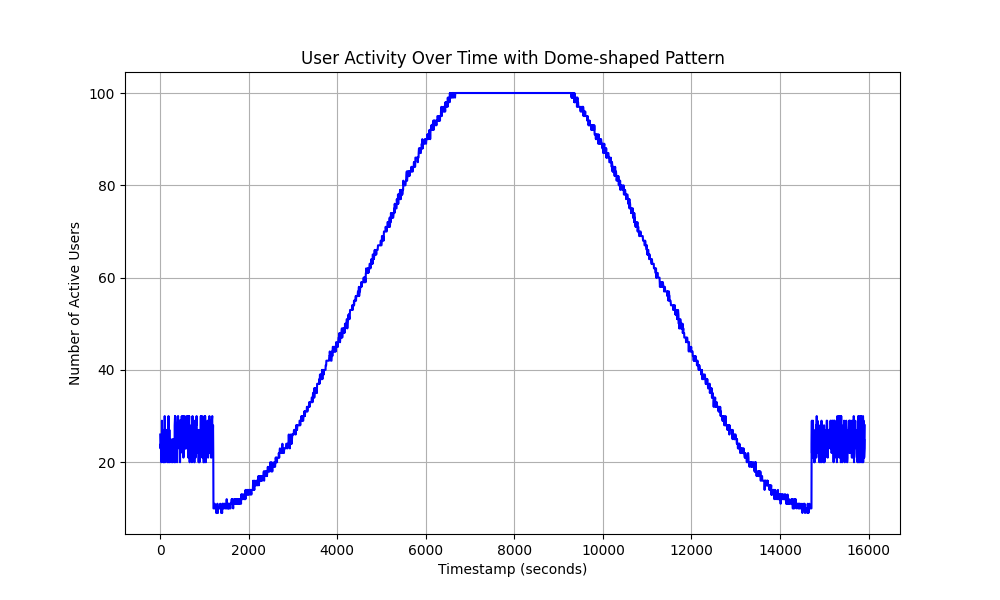 User Activity Over Time with Dome-shaped Pattern
Number of Active Users
100
80
60
40
20
0 2000 4000 6000 8000 10000 12000 14000 16000
Timestamp (seconds)